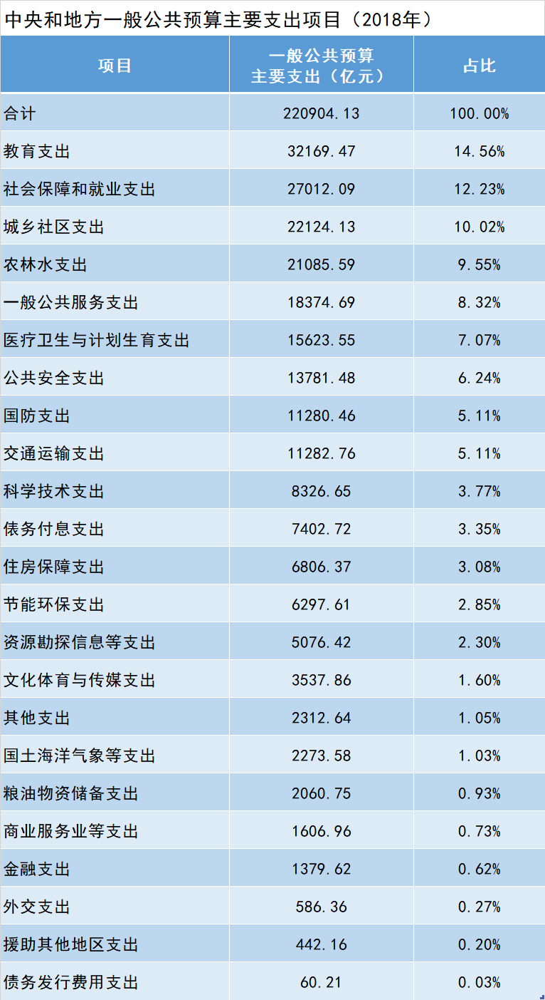 中央和地方一般公共预算主要支出项目（2018年）
项目 一般公共预算 占比
主要支出（亿元）
合计 220904.13 100.00%
教育支出 32169.47 14.56%
社会保障和就业支出 27012.09 12.23%
城乡社区支出 22124.13 10.02%
农林水支出 21085.59 9.55%
一般公共服务支出 18374.69 8.32%
医疗卫生与计划生育支出 15623.55 7.07%
公共安全支出 13781.48 6.24%
国防支出 11280.46 5.11%
交通运输支出 11282.76 5.11%
科学技术支出 8326.65 3.77%
俵务付息支出 7402.72 3.35%
住房保障支出 6806.37 3.08%
节能环保支出 6297.61 2.85%
资源勘探信息等支出 5076.42 2.30%
文化体育与传媒支出 3537.86 1.60%
其他支出 2312.64 1.05%
国土海洋气象等支出 2273.58 1.03%
粮油物资储备支出 2060.75 0.93%
商业服务业等支出 1606.96 0.73%
金融支出 1379.62 0.62%
外交支出 586.36 0.27%
援助其他地区支出 442.16 0.20%
债务发行费用支出 60.21 0.03%